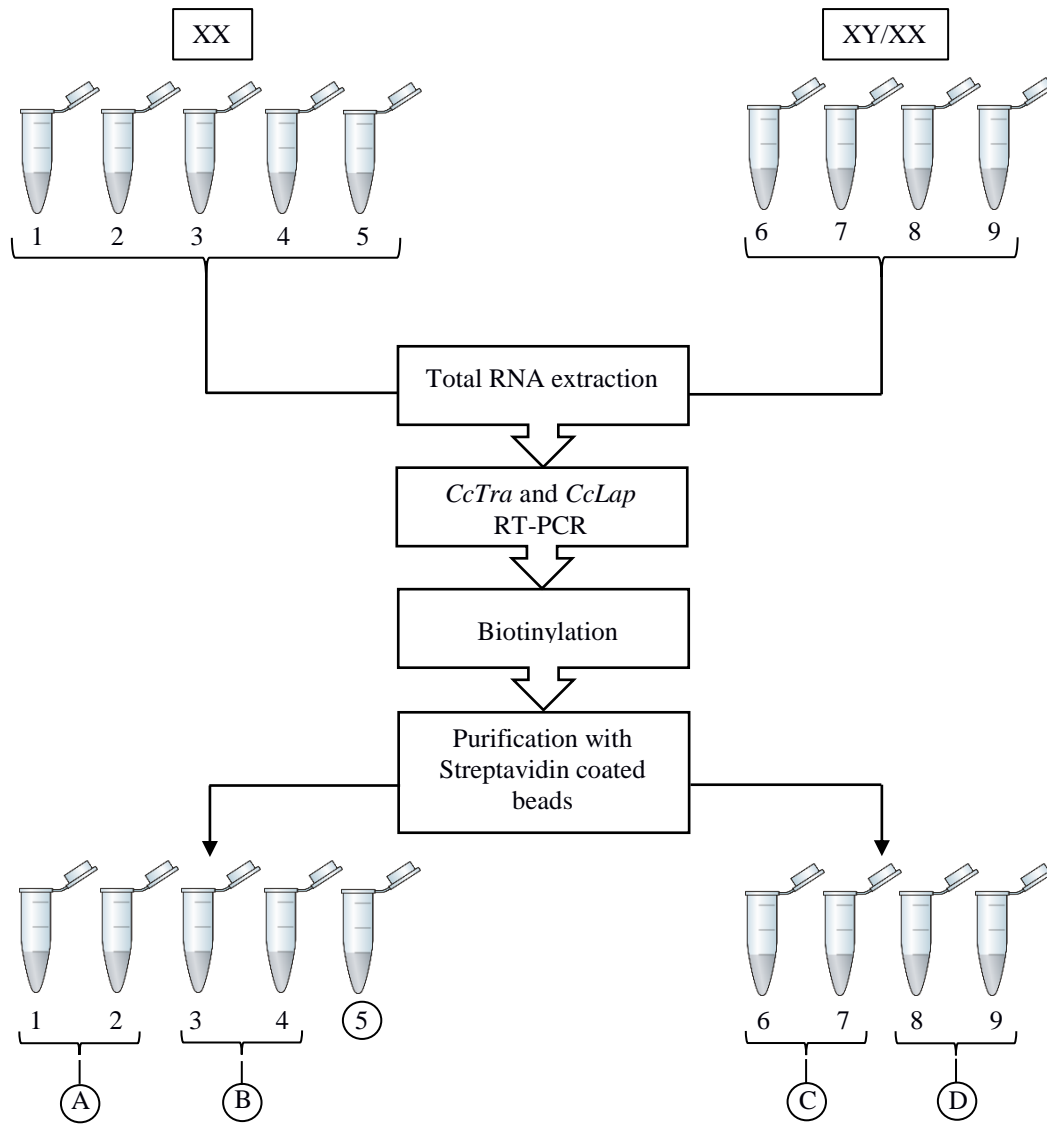 XX
XY/XX
1 2 3 4 5
6 7 8 9
Total RNA extraction
CcTra and CcLap
RT-PCR
Biotinylation
Purification with
Streptavidin coated
beads
1 2 3 4 5
6 7 8 9
A B
C D